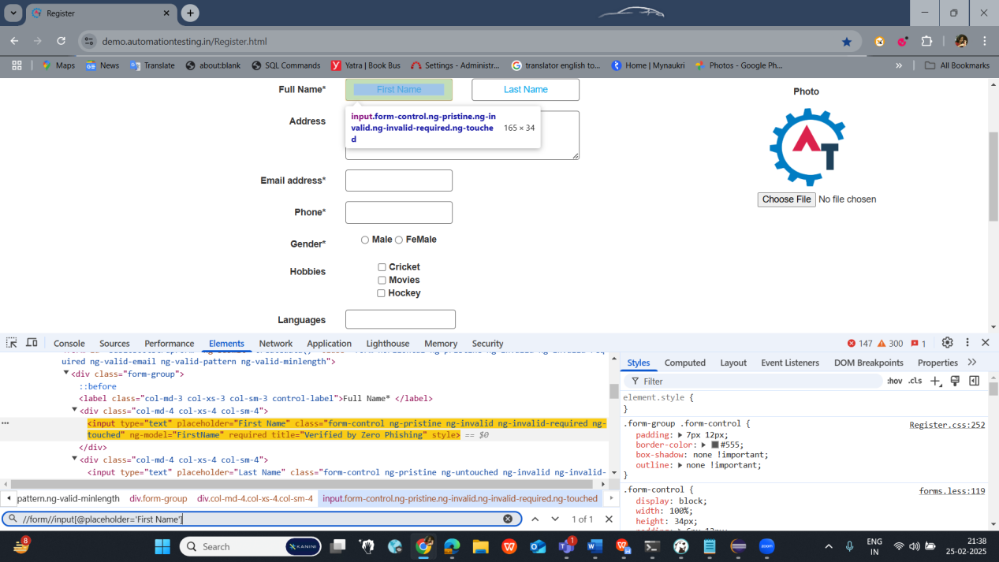 Register
demo.automationtesting.in/Register.html
Maps News Translate about:blank SQL Commands Yatra | Book Bus Settings - Administr... translator english to... Home | Mynaukri Photos - Google Ph... » All Bookmarks
Full Name* First Name Last Name
Photo
input.form-control.ng-pristine.ng-in
valid.ng-invalid-required.ng-touche
d
165 × 34
Address
AT
Email address*
Choose File No file chosen
Phone*
Gender* Male FeMale
Hobbies
Cricket
Movies
Hockey
Languages
Console Sources Performance Elements Network Application Lighthouse Memory Security 147 300 1
quired ng-valid-email ng-valid-pattern ng-valid-minlength">
<div class="form-group">
::before
<label class="col-md-3 col-xs-3 col-sm-3 control-label">Full Name* </label>
<div class="col-md-4 col-xs-4 col-sm-4">
<input type="text" placeholder="First Name" class="form-control ng-pristine ng-invalid ng-invalid-required ng-
touched" ng-model="FirstName" required title="Verified by Zero Phishing" style> == $0
</div>
<div class="col-md-4 col-xs-4 col-sm-4">
<input type="text" placeholder="Last Name" class="form-control ng-pristine ng-untouched ng-invalid ng-invalid-
pattern.ng-valid-minlength div.form-group div.col-md-4.col-xs-4.col-sm-4 input.form-control.ng-pristine.ng-invalid.ng-invalid-required.ng-touched
//form//input[@placeholder='First Name'] 1 of 1
Styles Computed Layout Event Listeners DOM Breakpoints Properties
Filter :hov .cls
element.style {
}
.form-group .form-control { Register.css:252
padding: 7px 12px;
border-color: #555;
box-shadow: none !important;
outline: none !important;
}
.form-control { forms.less:119
display: block;
width: 100%;
height: 34px;
padding: 6px 12px;
8 Search KANINI 1 ENG 21:38
IN 25-02-2025
zoom